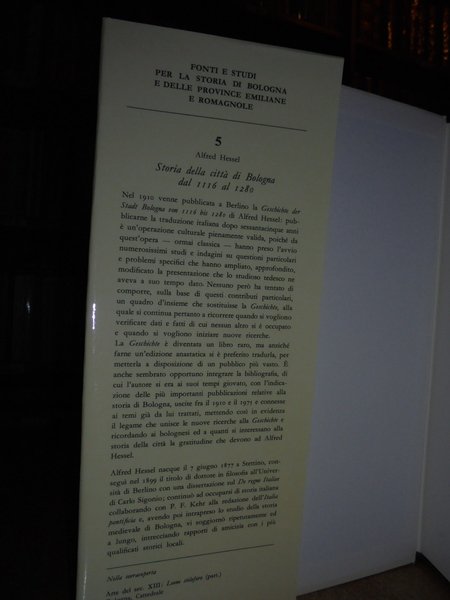 FONTI E STUDI
PER LA STORIA DI BOLOGNA
E DELLE PROVINCE EMILIANE
E ROMAGNOLE
5
Alfred Hessel
Storia della città di Bologna
dal 1116 al 1280
Nel 1910 venne pubblicata a Berlino la Geschichte der
Stadt Bologna von 1116 bis 1280 di Alfred Hessel: pub-
blicarne la traduzione italiana dopo sessantacinque anni
è un'operazione culturale pienamente valida, poiché da
quest'opera — ormai classica — hanno preso l'avvio
numerosissimi studi e indagini su questioni particolari
e problemi specifici che hanno ampliato, approfondito,
modificato la presentazione che lo studioso tedesco ne
aveva a suo tempo dato. Nessuno però ha tentato di
comporre, sulla base di questi contributi particolari,
un quadro d'insieme che sostituisse la Geschichte, alla
quale si continua pertanto a ricorrere quando si vogliono
verificare dati e fatti di cui nessun altro si è occupato
e quando si vogliono iniziare nuove ricerche.
La Geschichte è diventata un libro raro, ma anziché
farne un'edizione anastatica si è preferito tradurla, per
metterla a disposizione di un pubblico più vasto. È
anche sembrato opportuno integrare la bibliografia, di
cui l'autore si era ai suoi tempi giovato, con l'indica-
zione delle più importanti pubblicazioni relative alla
storia di Bologna, uscite fra il 1910 e il 1975 e connesse
ai temi già da lui trattati, mettendo così in evidenza
il legame che unisce le nuove ricerche alla Geschichte e
ricordando ai bolognesi ed a quanti si interessano alla
storia della città la gratitudine che devono ad Alfred
Hessel.
Alfred Hessel nacque il 7 giugno 1877 a Stettino, con-
seguì nel 1899 il titolo di dottore in filosofia all'Univer-
sità di Berlino con una dissertazione sul De regno Italiae
di Carlo Sigonio; continuò ad occuparsi di storia italiana
collaborando con P. F. Kehr alla redazione dell'Italia
pontificia e, avendo poi intrapreso lo studio della storia
medievale di Bologna, vi soggiornò ripetutamente ed
a lungo, intrecciando rapporti di amicizia con i più
qualificati storici locali.
Nella sovraccoperta
Arte del sec. XIII: Leone stiloforo (part.)
Bologna, Cattedrale